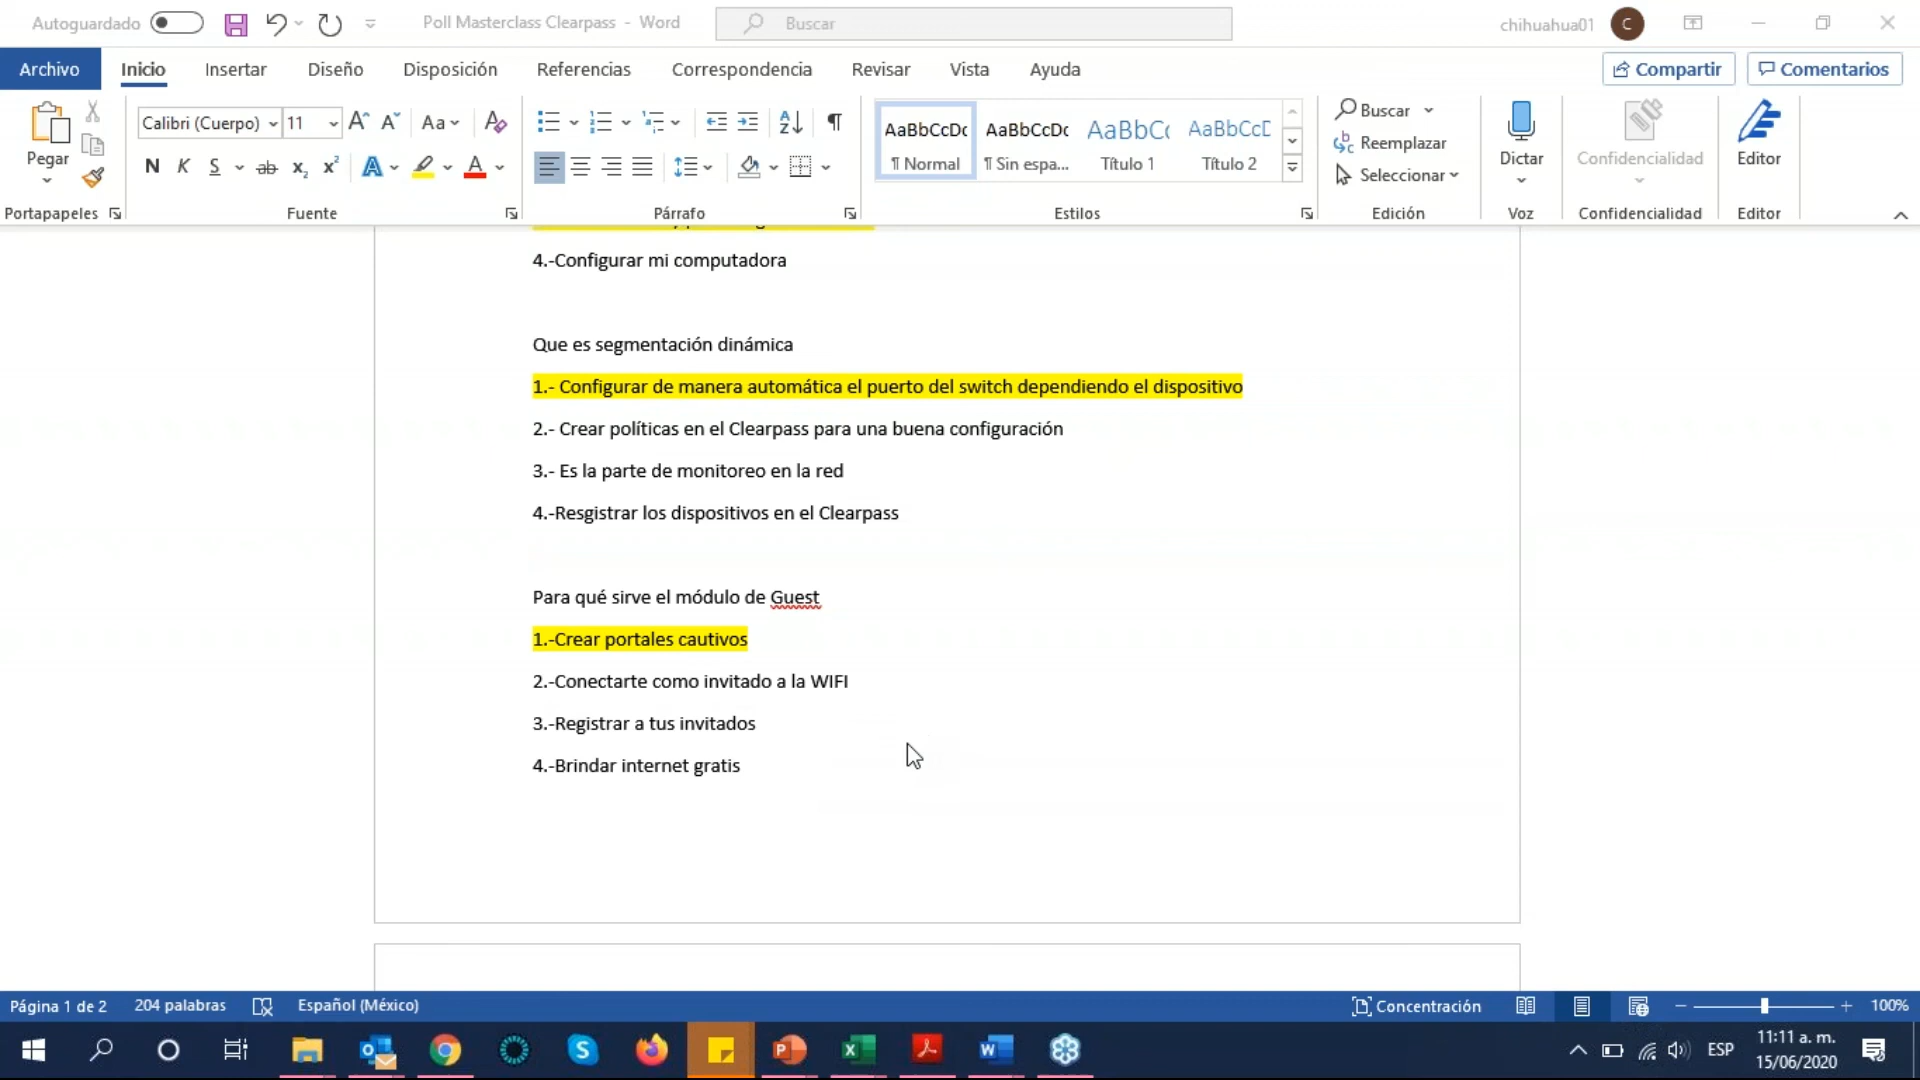 Autoguardado
Poll Masterclass Clearpass - Word
Buscar
chihuahua01
C
Archivo
Inicio
Insertar
Diseño
Disposición
Referencias
Correspondencia
Revisar
Vista
Ayuda
Compartir
Comentarios
Pegar
Calibri (Cuerpo)
11
Aa
N K S ab x₂ x²
AaBbCcDc
¶ Normal
AaBbCcDc
¶ Sin espa...
AaBbC
Título 1
AaBbCcD
Título 2
Buscar
Reemplazar
Seleccionar
Dictar
Confidencialidad
Editor
Portapapeles
Fuente
Párrafo
Estilos
Edición
Voz
Confidencialidad
Editor
4.-Configurar mi computadora
Que es segmentación dinámica
1.- Configurar de manera automática el puerto del switch dependiendo el dispositivo
2.- Crear políticas en el Clearpass para una buena configuración
3.- Es la parte de monitoreo en la red
4.-Resgistrar los dispositivos en el Clearpass
Para qué sirve el módulo de Guest
1.-Crear portales cautivos
2.-Conectarte como invitado a la WIFI
3.-Registrar a tus invitados
4.-Brindar internet gratis
Página 1 de 2
204 palabras
Español (México)
Concentración
100%
ESP
11:11 a. m.
15/06/2020